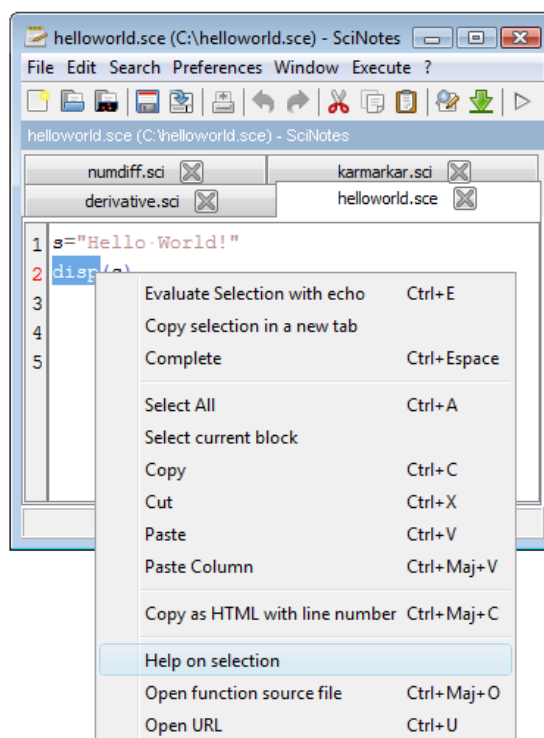 helloworld.sce (C:\helloworld.sce) - SciNotes
File Edit Search Preferences Window Execute ?
helloworld.sce (C:\helloworld.sce) - SciNotes
numdiff.sci karmarkar.sci
derivative.sci helloworld.sce
1 s="Hello·World!"
2 disp(s)
3
4
5
Evaluate Selection with echo Ctrl+E
Copy selection in a new tab
Complete Ctrl+Espace
Select All Ctrl+A
Select current block
Copy Ctrl+C
Cut Ctrl+X
Paste Ctrl+V
Paste Column Ctrl+Maj+V
Copy as HTML with line number Ctrl+Maj+C
Help on selection
Open function source file Ctrl+Maj+O
Open URL Ctrl+U